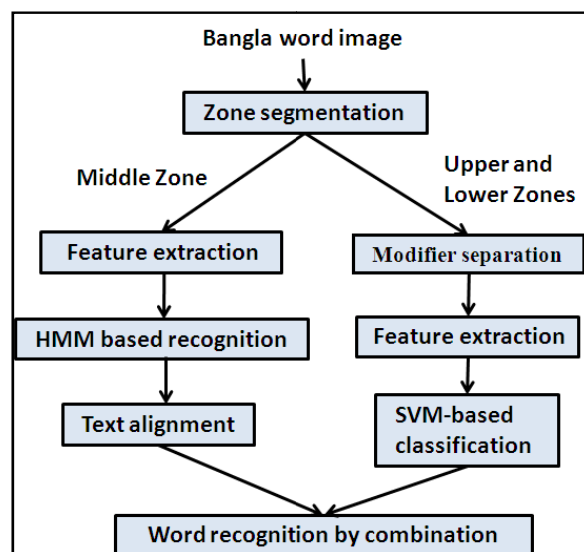 Bangla word image
Zone segmentation
Middle Zone
Upper and
Lower Zones
Feature extraction
Modifier separation
HMM based recognition
Feature extraction
Text alignment
SVM-based
classification
Word recognition by combination